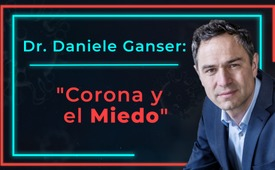 Dr. Daniele Ganser:
"Corona y
el Miedo"